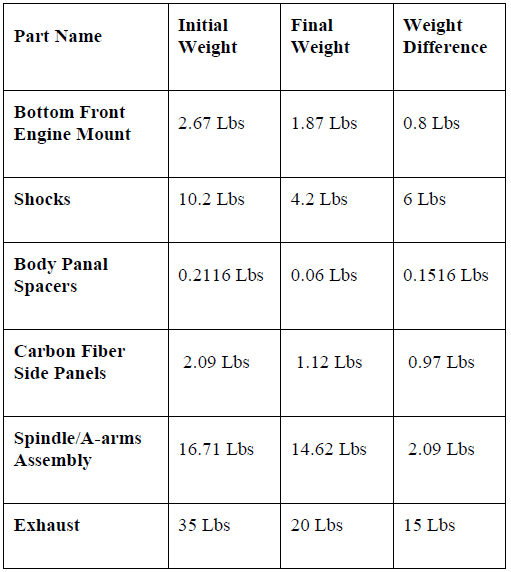 Part Name Initial Weight Final Weight Weight Difference
Bottom Front Engine Mount 2.67 Lbs 1.87 Lbs 0.8 Lbs
Shocks 10.2 Lbs 4.2 Lbs 6 Lbs
Body Panal Spacers 0.2116 Lbs 0.06 Lbs 0.1516 Lbs
Carbon Fiber Side Panels 2.09 Lbs 1.12 Lbs 0.97 Lbs
Spindle/A-arms Assembly 16.71 Lbs 14.62 Lbs 2.09 Lbs
Exhaust 35 Lbs 20 Lbs 15 Lbs